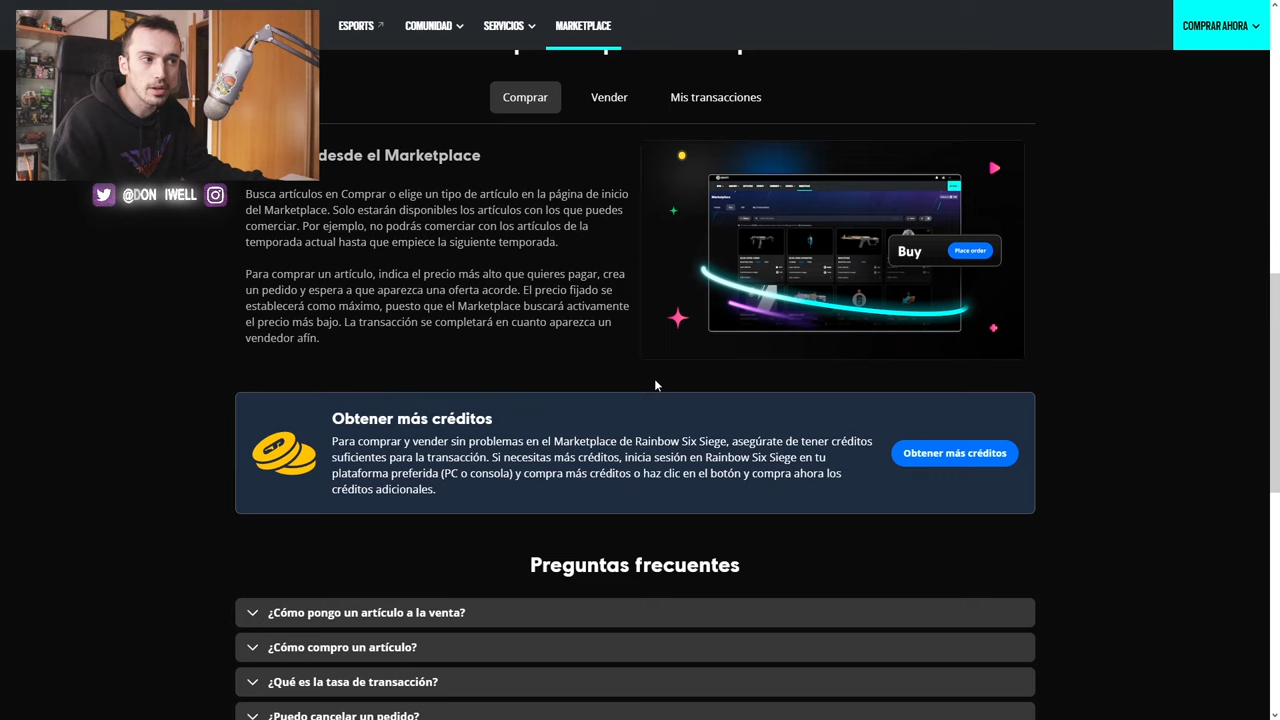 ESPORTS
COMUNIDAD
SERVICIOS
MARKETPLACE
COMPRAR AHORA
Comprar
Vender
Mis transacciones
desde el Marketplace
@DON IWELL
Busca artículos en Comprar o elige un tipo de artículo en la página de inicio
del Marketplace. Solo estarán disponibles los artículos con los que puedes
comerciar. Por ejemplo, no podrás comerciar con los artículos de la
temporada actual hasta que empiece la siguiente temporada.
Para comprar un artículo, indica el precio más alto que quieres pagar, crea
un pedido y espera a que aparezca una oferta acorde. El precio fijado se
establecerá como máximo, puesto que el Marketplace buscará activamente
el precio más bajo. La transacción se completará en cuanto aparezca un
vendedor afín.
Marketplace
Buy
Place order
Obtener más créditos
Para comprar y vender sin problemas en el Marketplace de Rainbow Six Siege, asegúrate de tener créditos
suficientes para la transacción. Si necesitas más créditos, inicia sesión en Rainbow Six Siege en tu
plataforma preferida (PC o consola) y compra más créditos o haz clic en el botón y compra ahora los
créditos adicionales.
Obtener más créditos
Preguntas frecuentes
¿Cómo pongo un artículo a la venta?
¿Cómo compro un artículo?
¿Qué es la tasa de transacción?
¿Puedo cancelar un pedido?